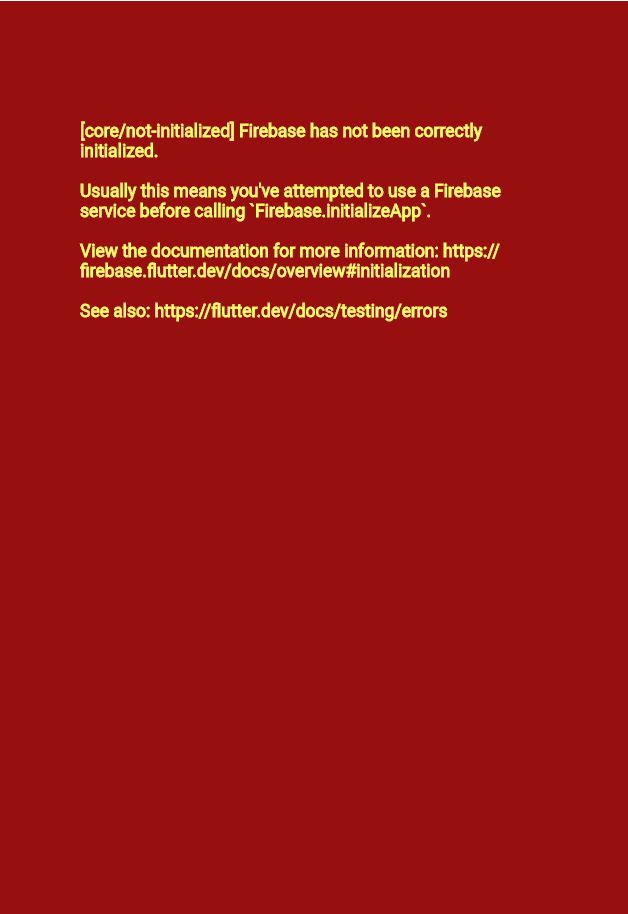 [core/not-initialized] Firebase has not been correctly
initialized.
Usually this means you've attempted to use a Firebase
service before calling `Firebase.initializeApp`.
View the documentation for more information: https://
firebase.flutter.dev/docs/overview#initialization
See also: https://flutter.dev/docs/testing/errors